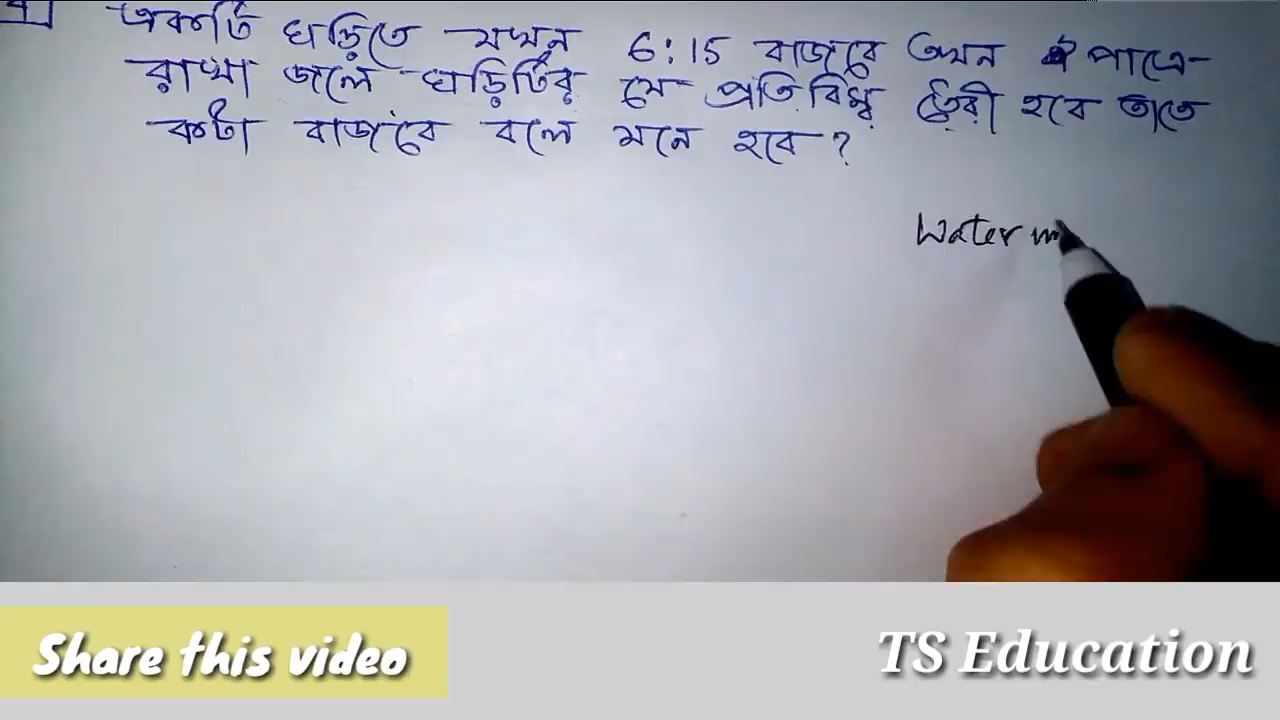 একটি ঘড়িতে যখন 6:15 বাজবে তখন পাত্রে
রাখা জলে ঘড়িটির যে প্রতিবিম্ব তৈরী হবে তাতে
কটা বাজবে বলে মনে হবে?
Water m
Share this video
TS Education